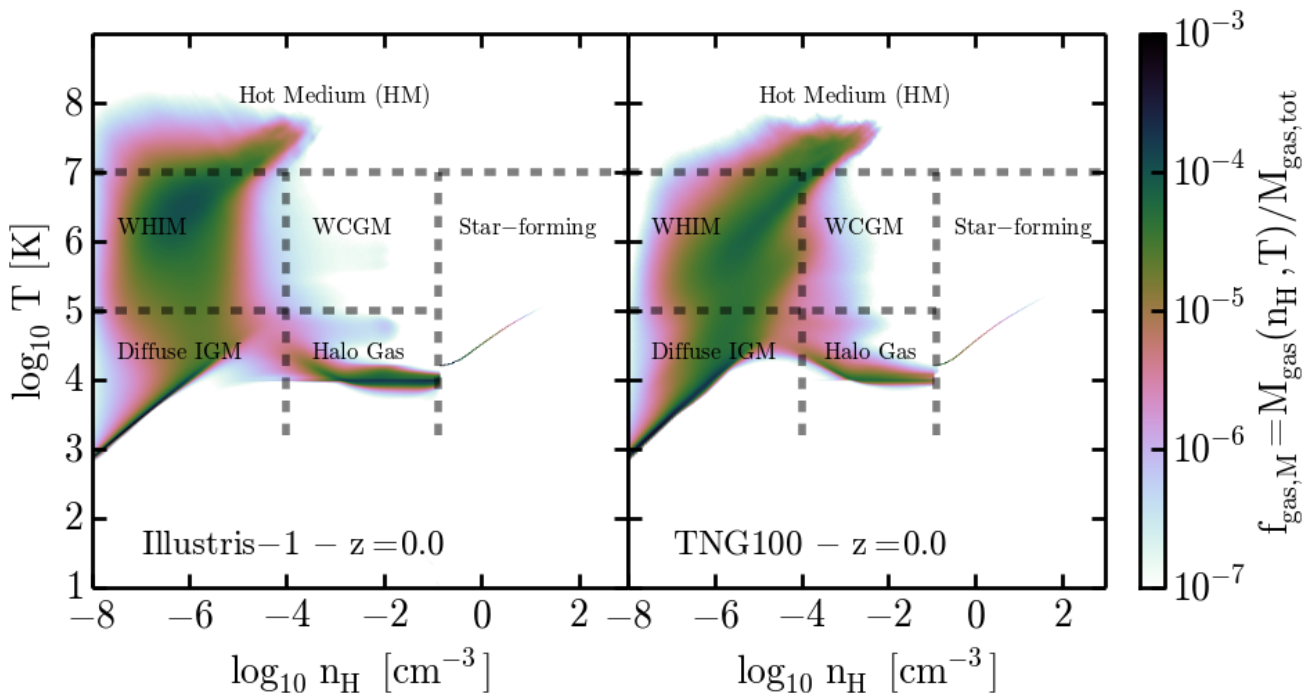 Hot Medium (HM)
WHIM
WCGM
Star−forming
Diffuse IGM
Halo Gas
Illustris−1 − z=0.0
8
7
6
5
4
3
2
1
log10 T [K]
−8
−6
−4
−2
0
2
log10 nH [cm−3]
Hot Medium (HM)
WHIM
WCGM
Star−forming
Diffuse IGM
Halo Gas
TNG100 − z=0.0
−8
−6
−4
−2
0
2
log10 nH [cm−3]
10−3
10−4
10−5
10−6
10−7
fgas,M=Mgas(nH,T)/Mgas,tot